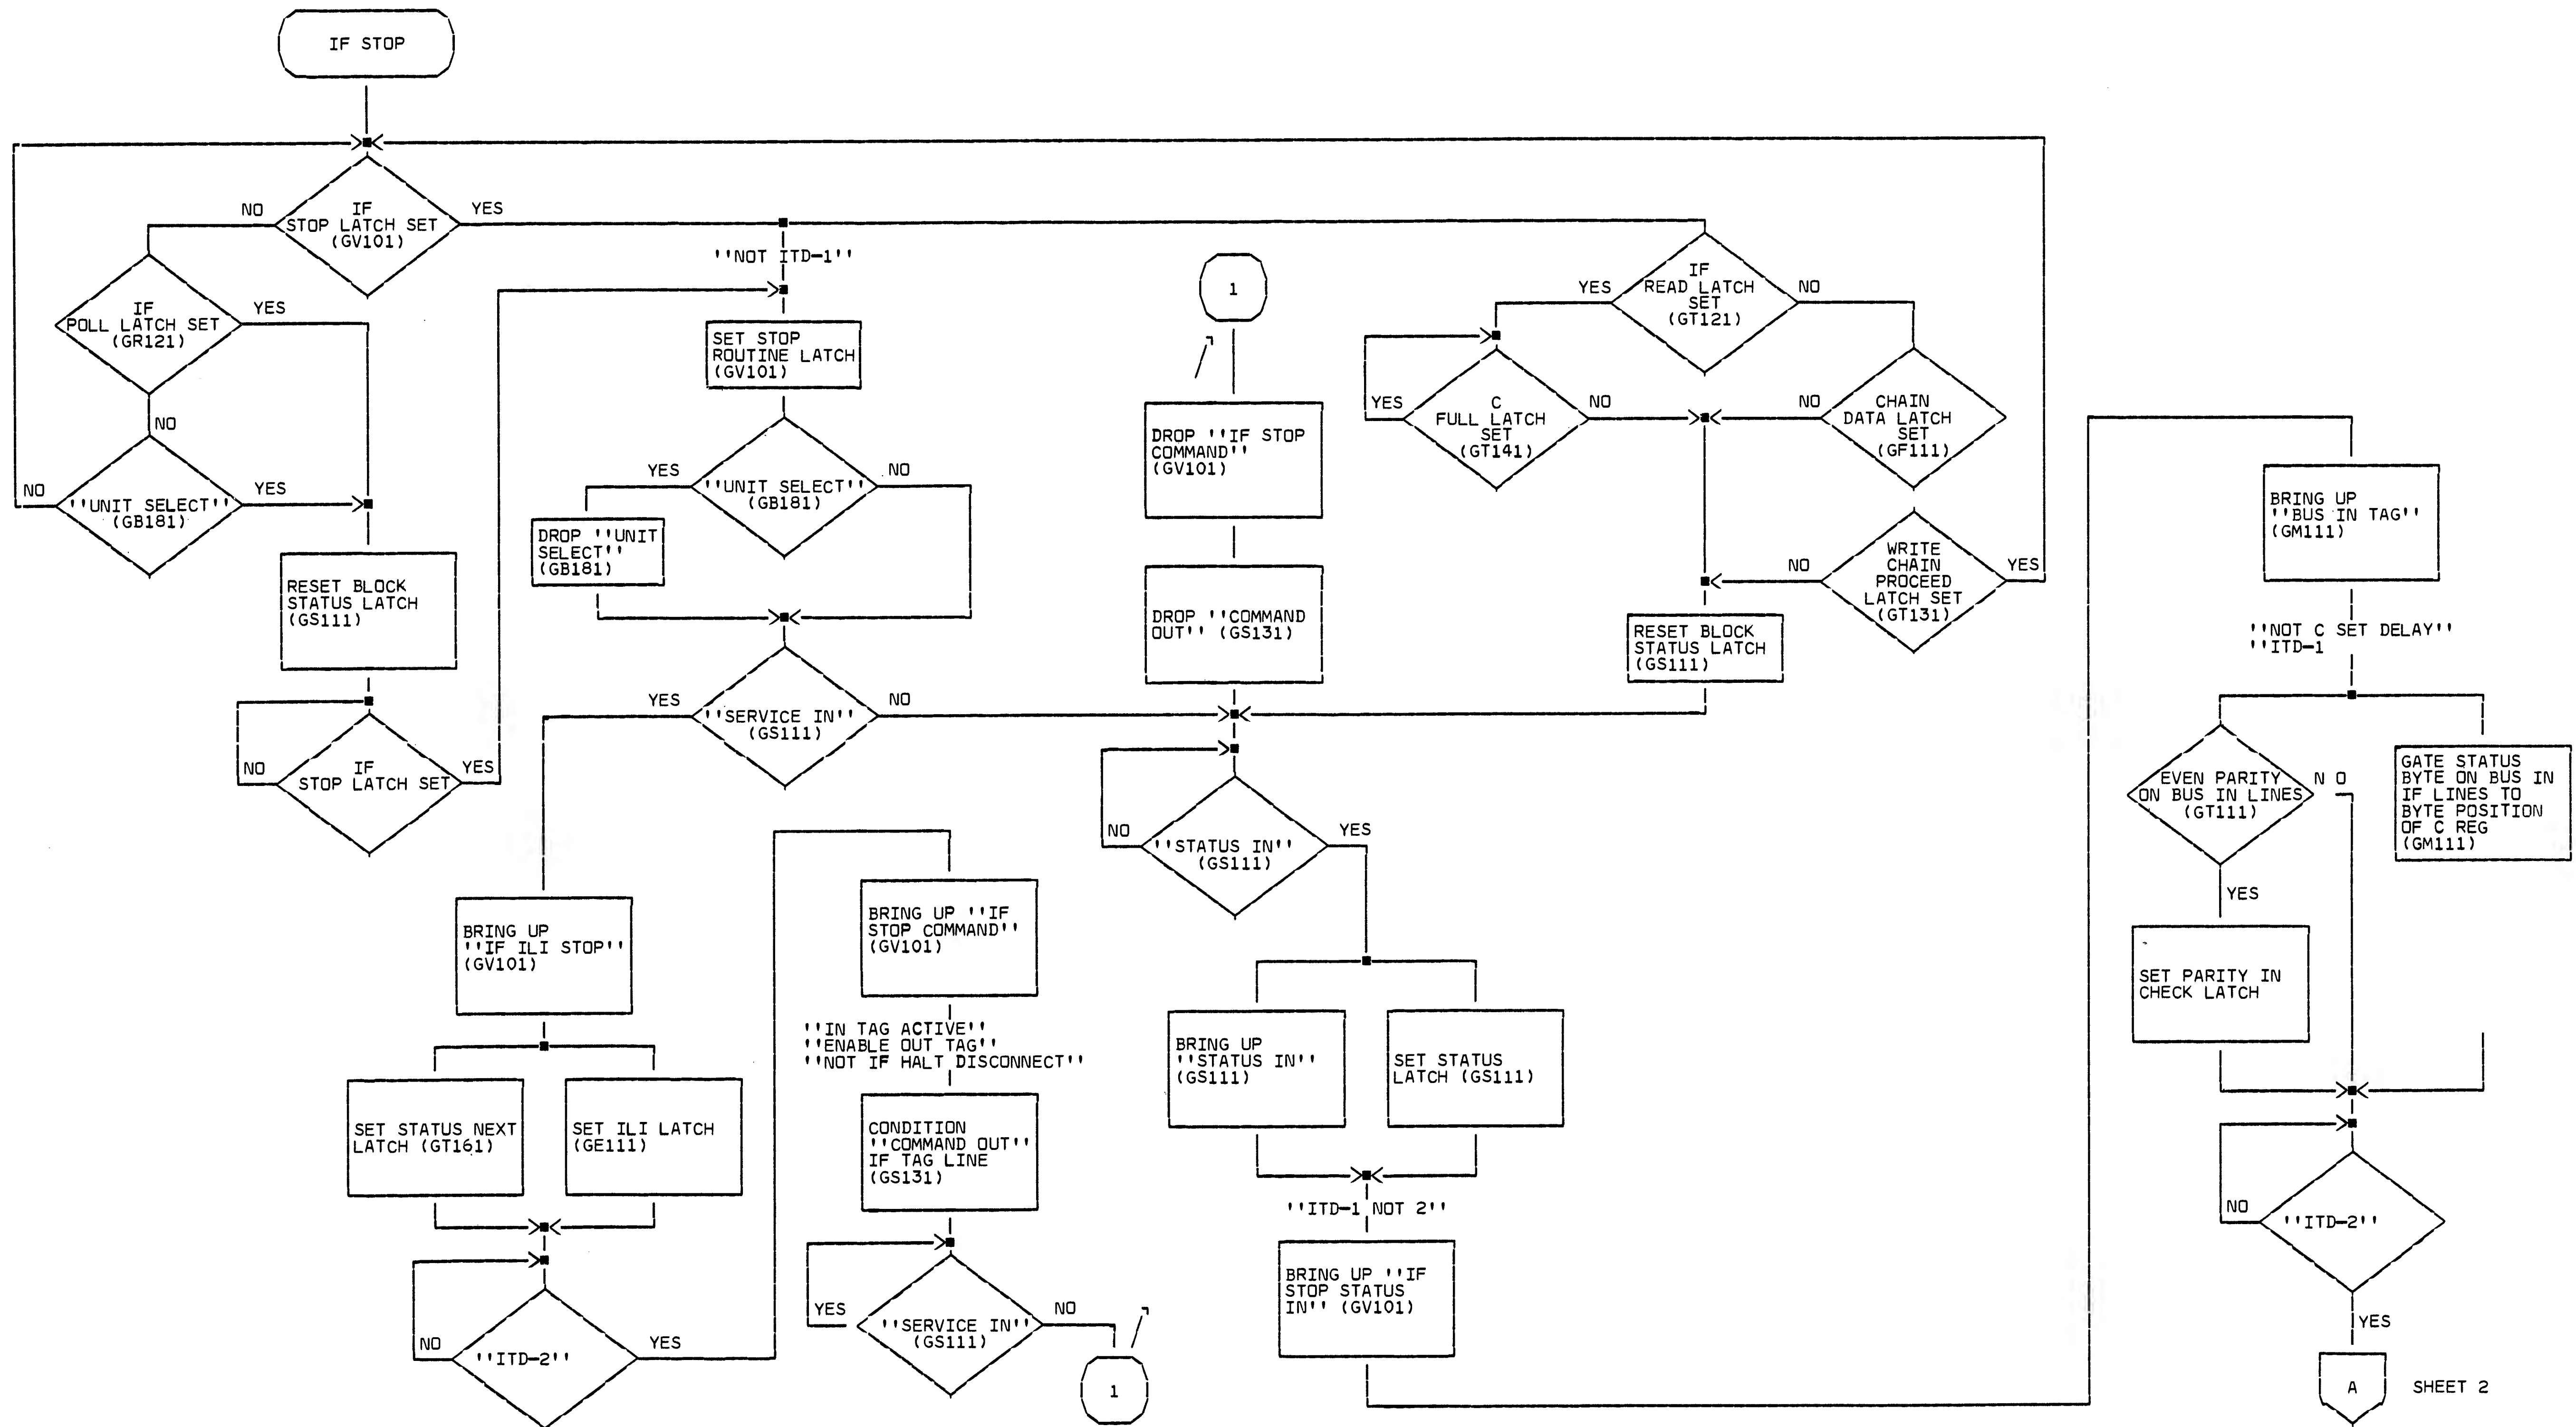 IF STOP
IF
STOP LATCH SET
(GV101)
NO
YES
IF
POLL LATCH SET
(GR121)
YES
NO
''UNIT SELECT''
(GB181)
NO
YES
RESET BLOCK
STATUS LATCH
(GS111)
IF
STOP LATCH SET
NO
YES
''NOT ITD-1''
SET STOP
ROUTINE LATCH
(GV101)
''UNIT SELECT''
(GB181)
YES
NO
DROP ''UNIT
SELECT''
(GB181)
''SERVICE IN''
(GS111)
YES
NO
BRING UP
''IF ILI STOP''
(GV101)
SET STATUS NEXT
LATCH (GT161)
SET ILI LATCH
(GE111)
''ITD-2''
NO
YES
BRING UP ''IF
STOP COMMAND''
(GV101)
''IN TAG ACTIVE''
''ENABLE OUT TAG''
''NOT IF HALT DISCONNECT''
CONDITION
''COMMAND OUT''
IF TAG LINE
(GS131)
''SERVICE IN''
(GS111)
YES
NO
1
1
DROP ''IF STOP
COMMAND''
(GV101)
DROP ''COMMAND
OUT'' (GS131)
IF
READ LATCH
SET
(GT121)
YES
NO
C
FULL LATCH
SET
(GT141)
YES
NO
CHAIN
DATA LATCH
SET
(GF111)
NO
WRITE
CHAIN
PROCEED
LATCH SET
(GT131)
NO
YES
RESET BLOCK
STATUS LATCH
(GS111)
''STATUS IN''
(GS111)
NO
YES
BRING UP
''STATUS IN''
(GS111)
SET STATUS
LATCH (GS111)
''ITD-1 NOT 2''
BRING UP ''IF
STOP STATUS
IN'' (GV101)
BRING UP
''BUS IN TAG''
(GM111)
''NOT C SET DELAY''
''ITD-1
EVEN PARITY
ON BUS IN LINES
(GT111)
N O
YES
GATE STATUS
BYTE ON BUS IN
IF LINES TO
BYTE POSITION
OF C REG
(GM111)
SET PARITY IN
CHECK LATCH
''ITD-2''
NO
YES
A
SHEET 2